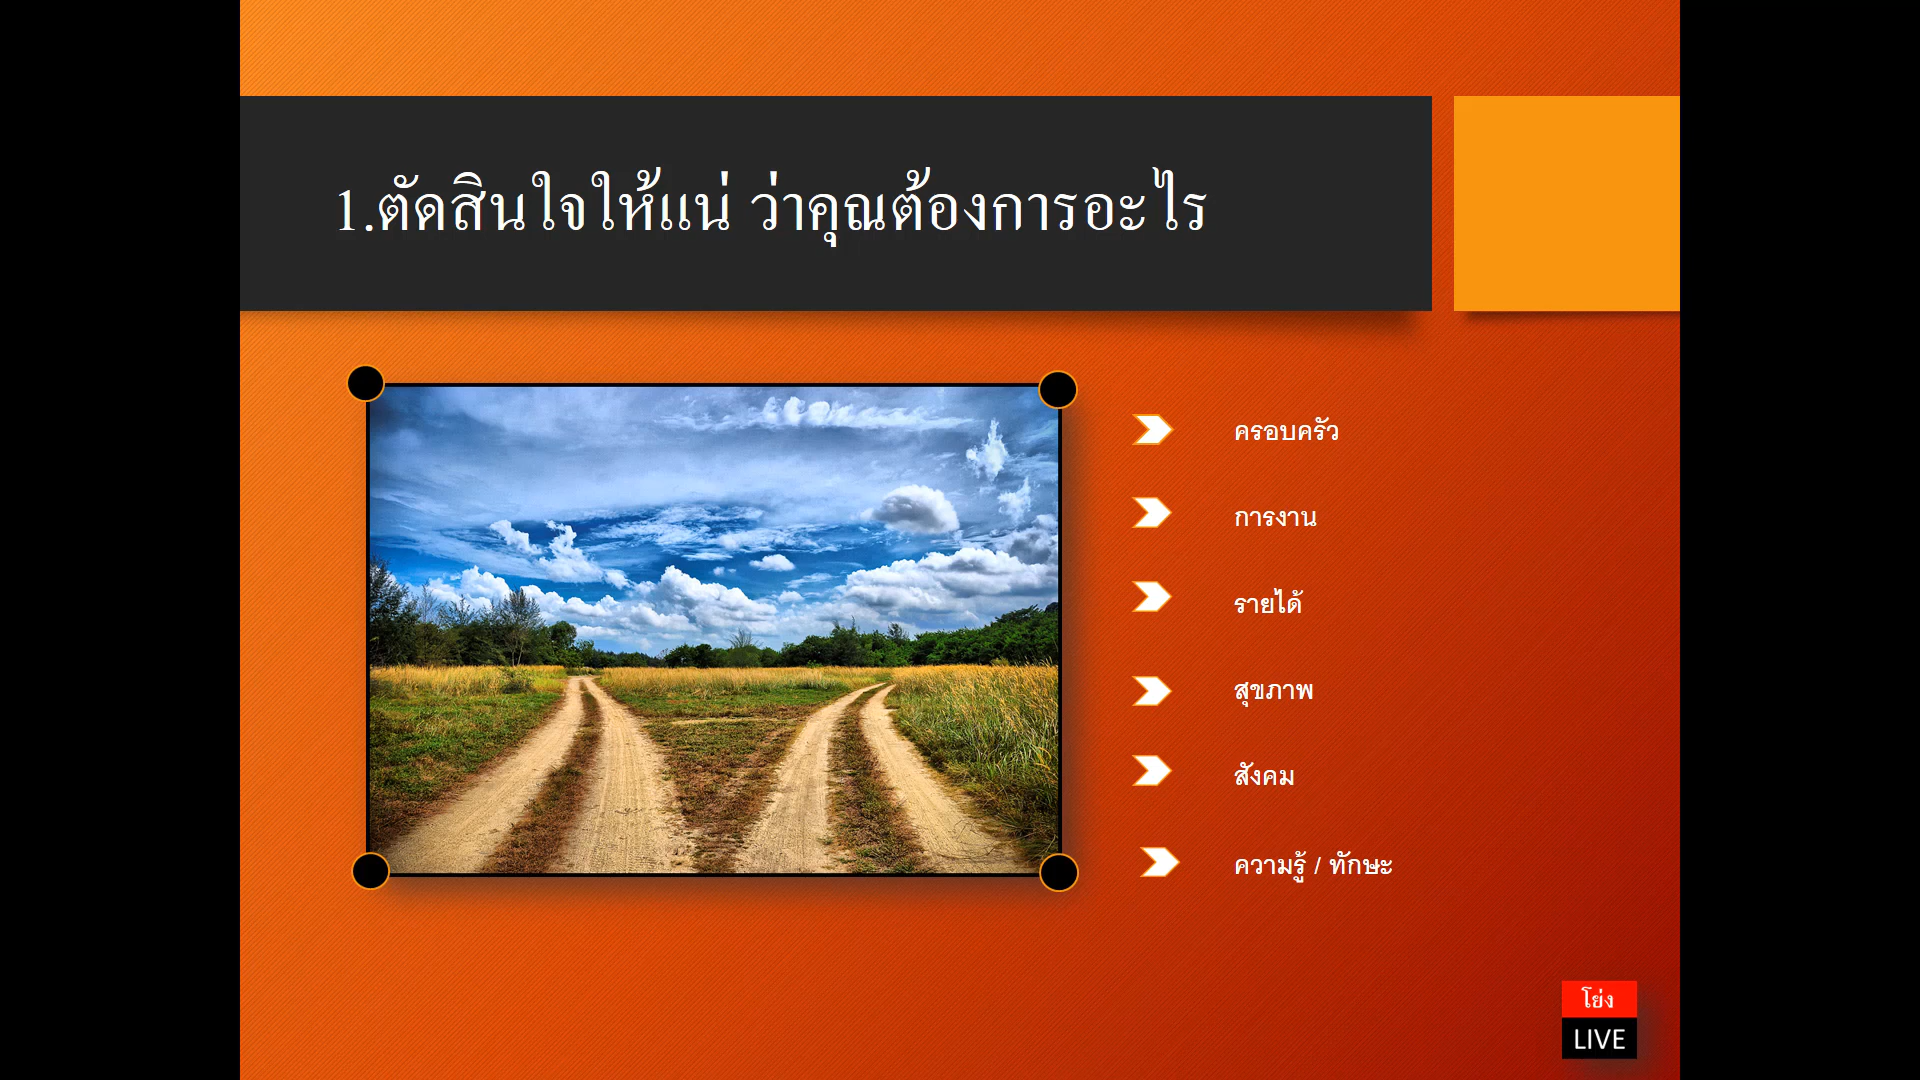 1.ตัดสินใจให้แน่ ว่าคุณต้องการอะไร
ครอบครัว
การงาน
รายได้
สุขภาพ
สังคม
ความรู้ / ทักษะ
โย่ง
LIVE